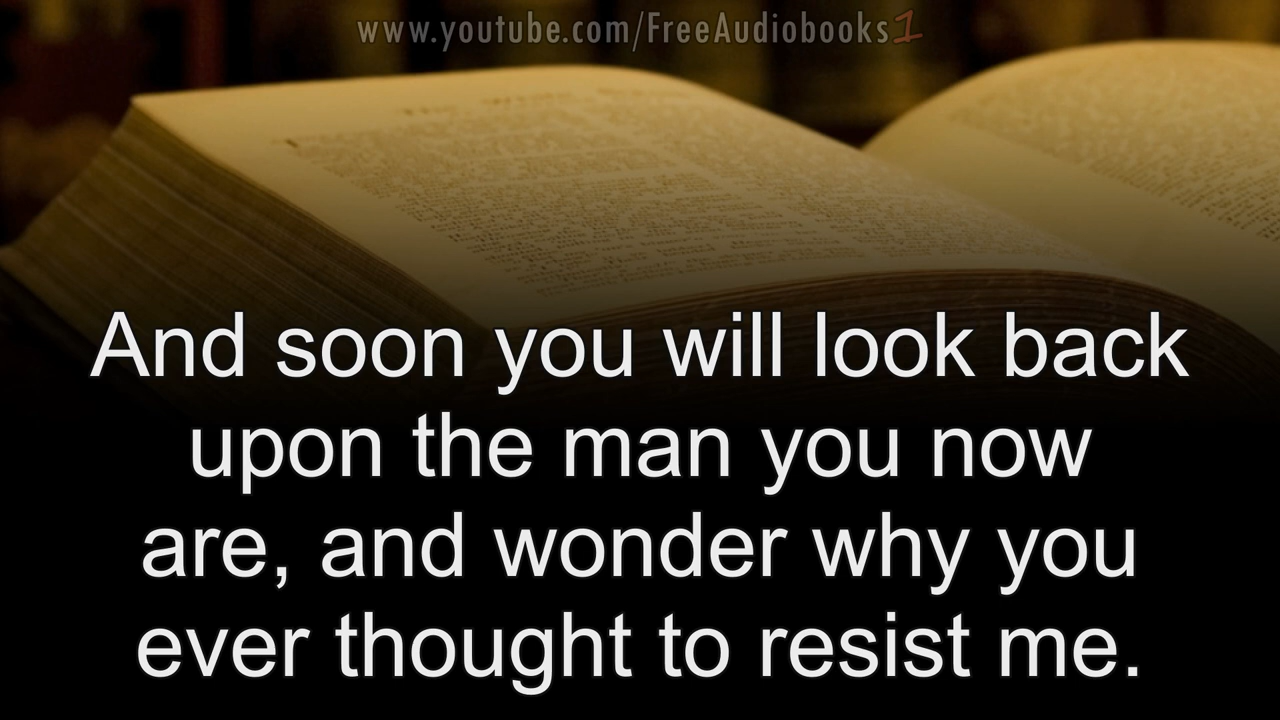 www.youtube.com/FreeAudiobooks1
And soon you will look back
upon the man you now
are, and wonder why you
ever thought to resist me.